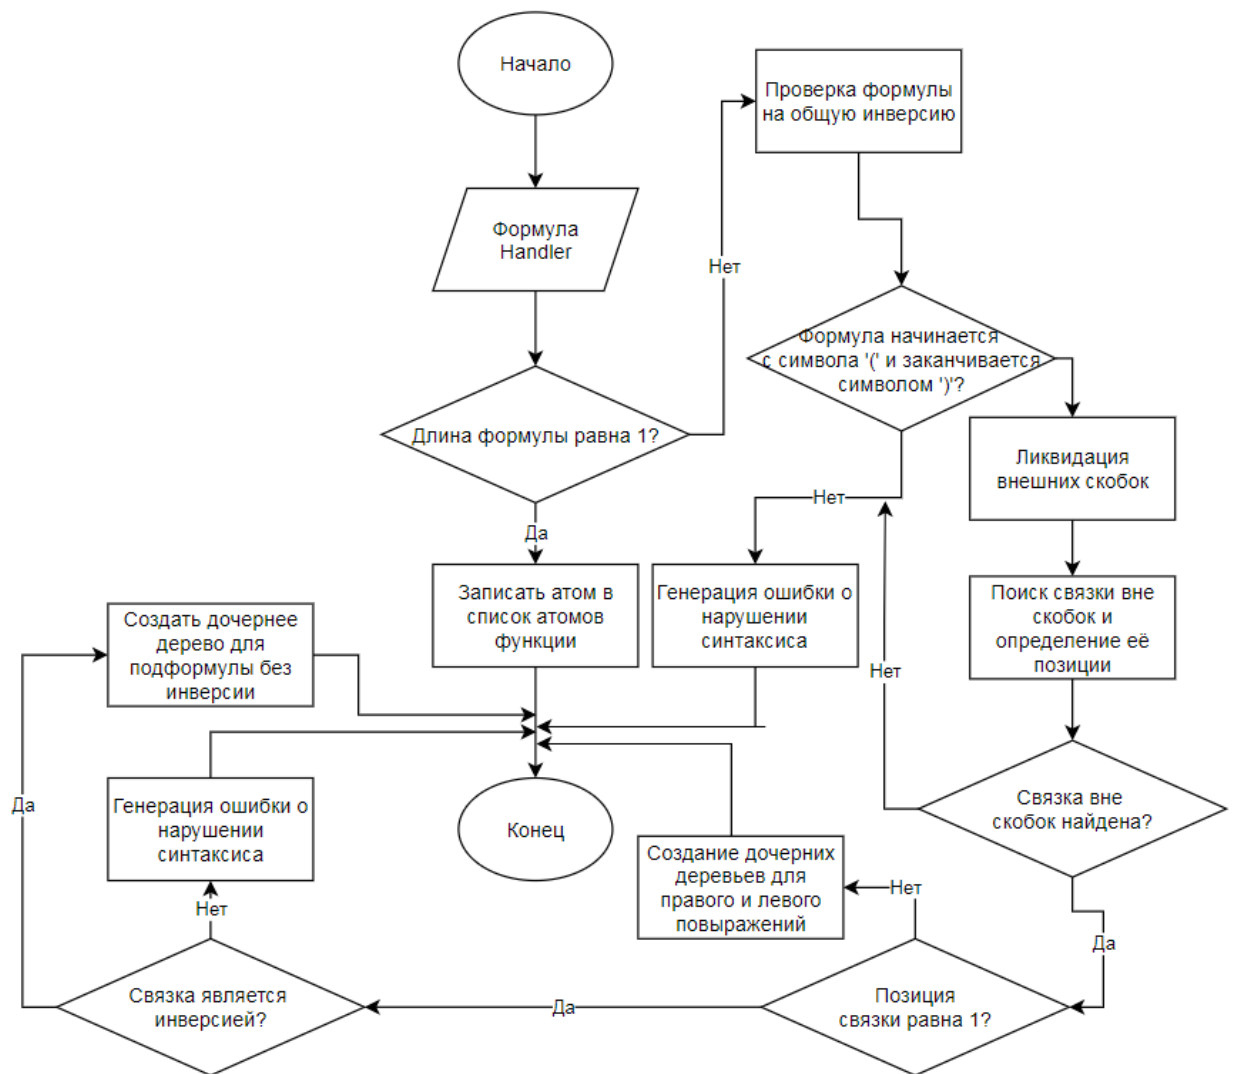 Начало
Проверка формулы
на общую инверсию
Формула
Handler
Нет
Формула начинается
с символа '(' и заканчивается
символом ')'?
Длина формулы равна 1?
Ликвидация
внешних скобок
Нет
Да
Записать атом в
список атомов
функции
Генерация ошибки о
нарушении
синтаксиса
Поиск связки вне
скобок и
определение её
позиции
Создать дочернее
дерево для
подформулы без
инверсии
Нет
Да
Генерация ошибки о
нарушении
синтаксиса
Конец
Связка вне
скобок найдена?
Создание дочерних
деревьев для
правого и левого
повыражений
Нет
Нет
Да
Связка является
инверсией?
Да
Позиция
связки равна 1?